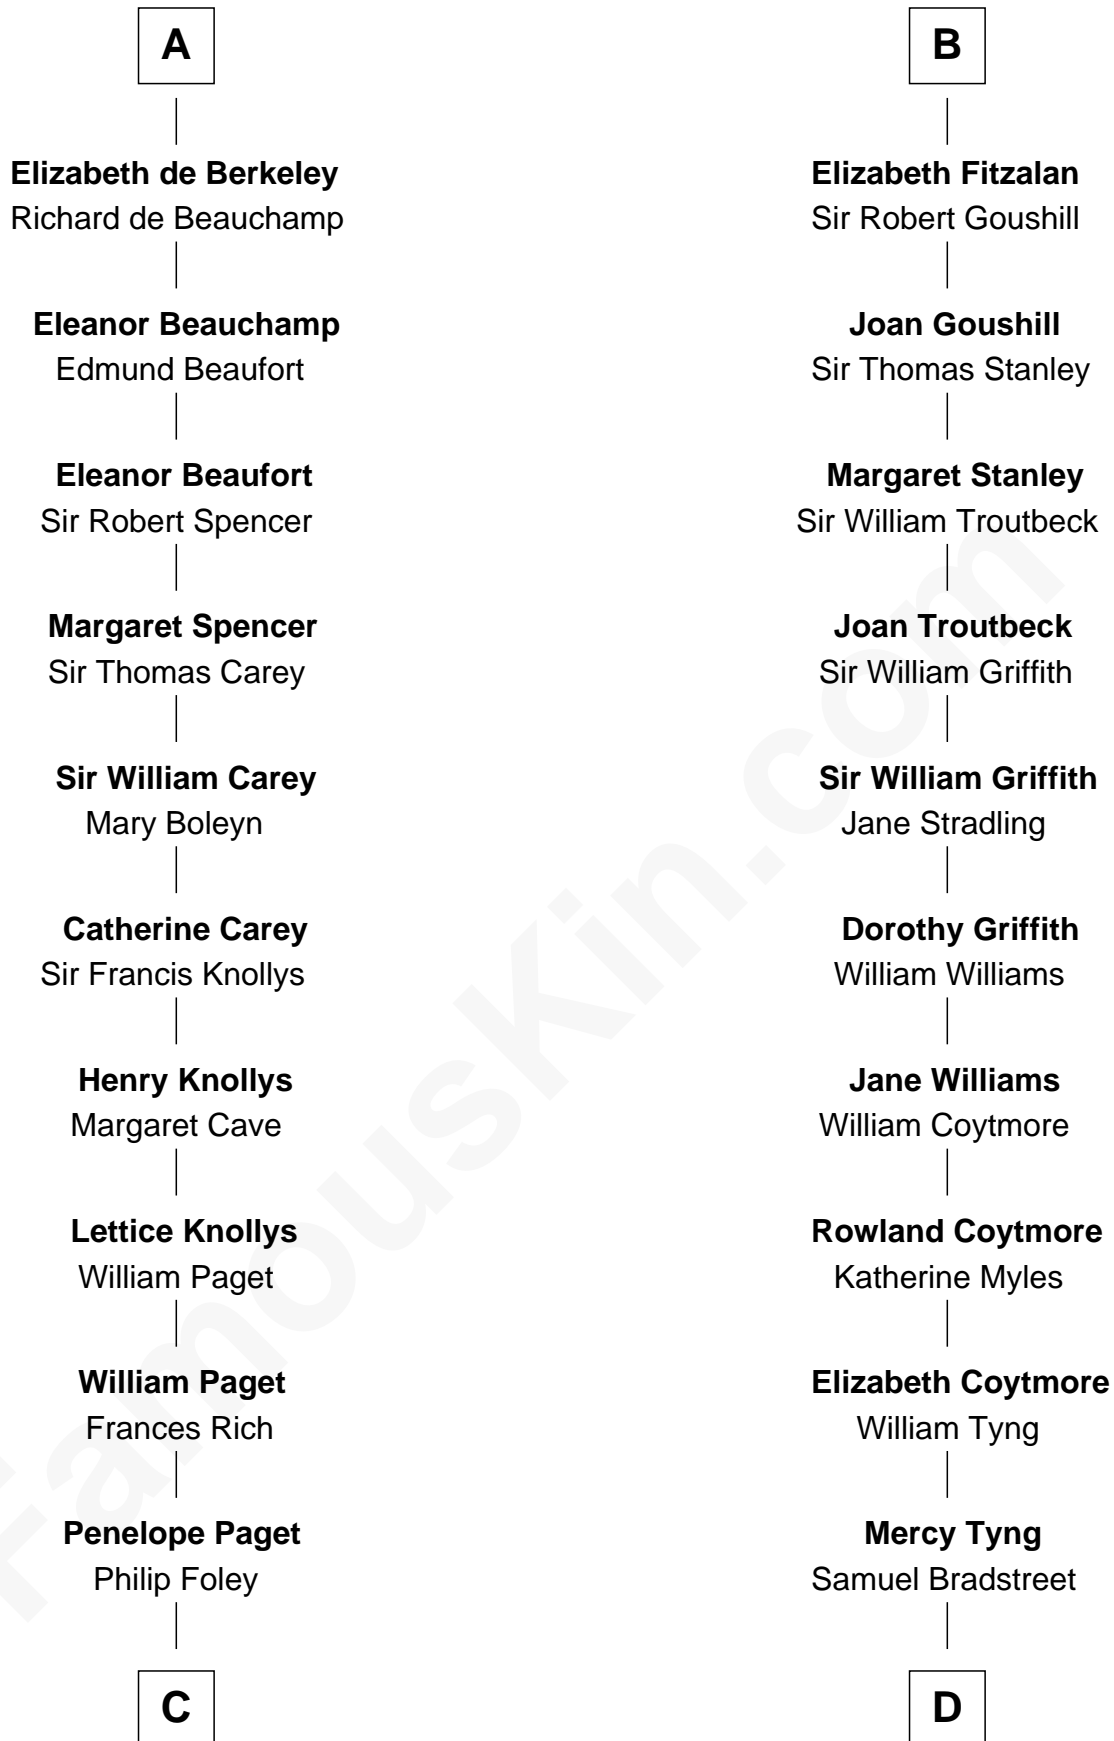 A
Elizabeth de Berkeley
Richard de Beauchamp
Eleanor Beauchamp
Edmund Beaufort
Eleanor Beaufort
Sir Robert Spencer
Margaret Spencer
Sir Thomas Carey
Sir William Carey
Mary Boleyn
Catherine Carey
Sir Francis Knollys
Henry Knollys
Margaret Cave
Lettice Knollys
William Paget
William Paget
Frances Rich
Penelope Paget
Philip Foley
C
B
Elizabeth Fitzalan
Sir Robert Goushill
Joan Goushill
Sir Thomas Stanley
Margaret Stanley
Sir William Troutbeck
Joan Troutbeck
Sir William Griffith
Sir William Griffith
Jane Stradling
Dorothy Griffith
William Williams
Jane Williams
William Coytmore
Rowland Coytmore
Katherine Myles
Elizabeth Coytmore
William Tyng
Mercy Tyng
Samuel Bradstreet
D
FamousKin.com